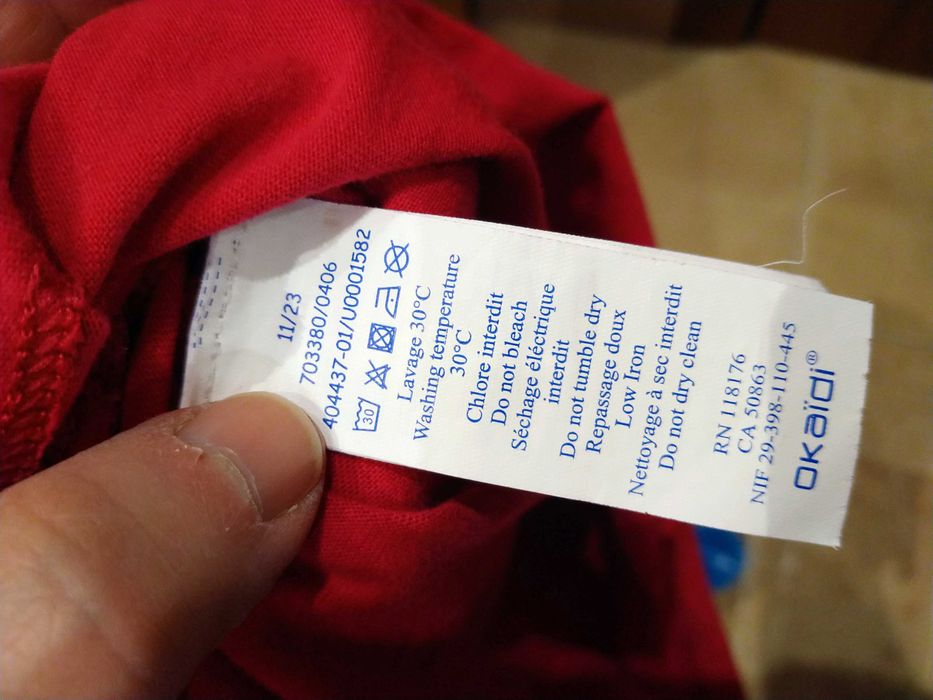 11/23
703380/0406
404437-01/U0001582
30
Lavage 30°C
Washing temperature
30°C
Chlore interdit
Do not bleach
Séchage éléctrique
interdit
Do not tumble dry
Repassage doux
Low Iron
Nettoyage à sec interdit
Do not dry clean
RN 118176
CA 50863
NIF 29-398-110-445
OKAÏDI®